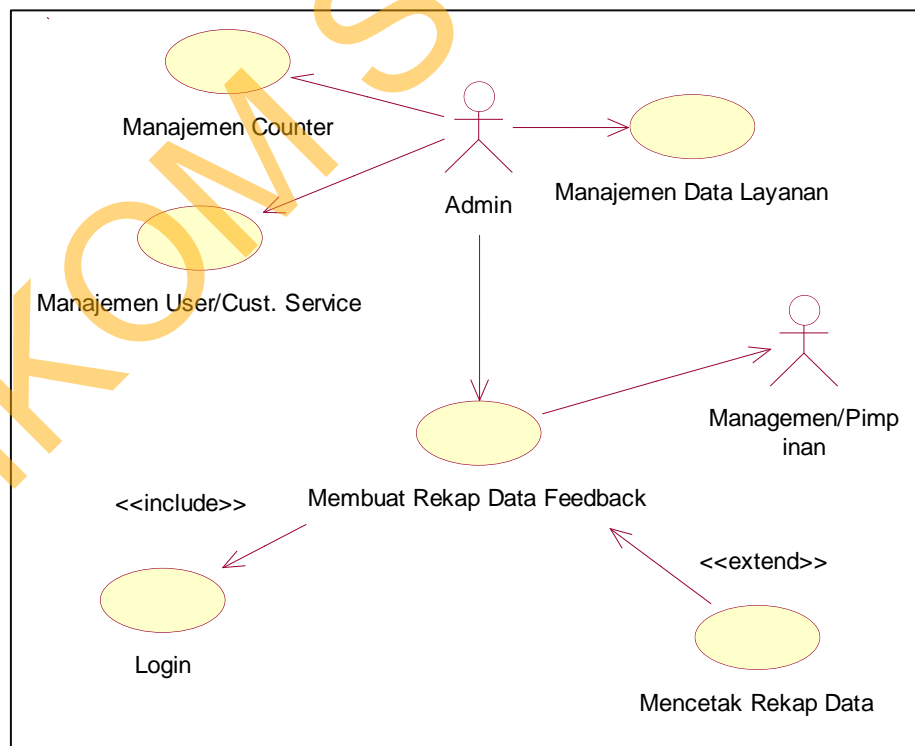 Manajemen Counter
Admin
Manajemen Data Layanan
Manajemen User/Cust. Service
Managemen/Pimp
inan
Membuat Rekap Data Feedback
<<include>>
<<extend>>
Login
Mencetak Rekap Data
KOM S